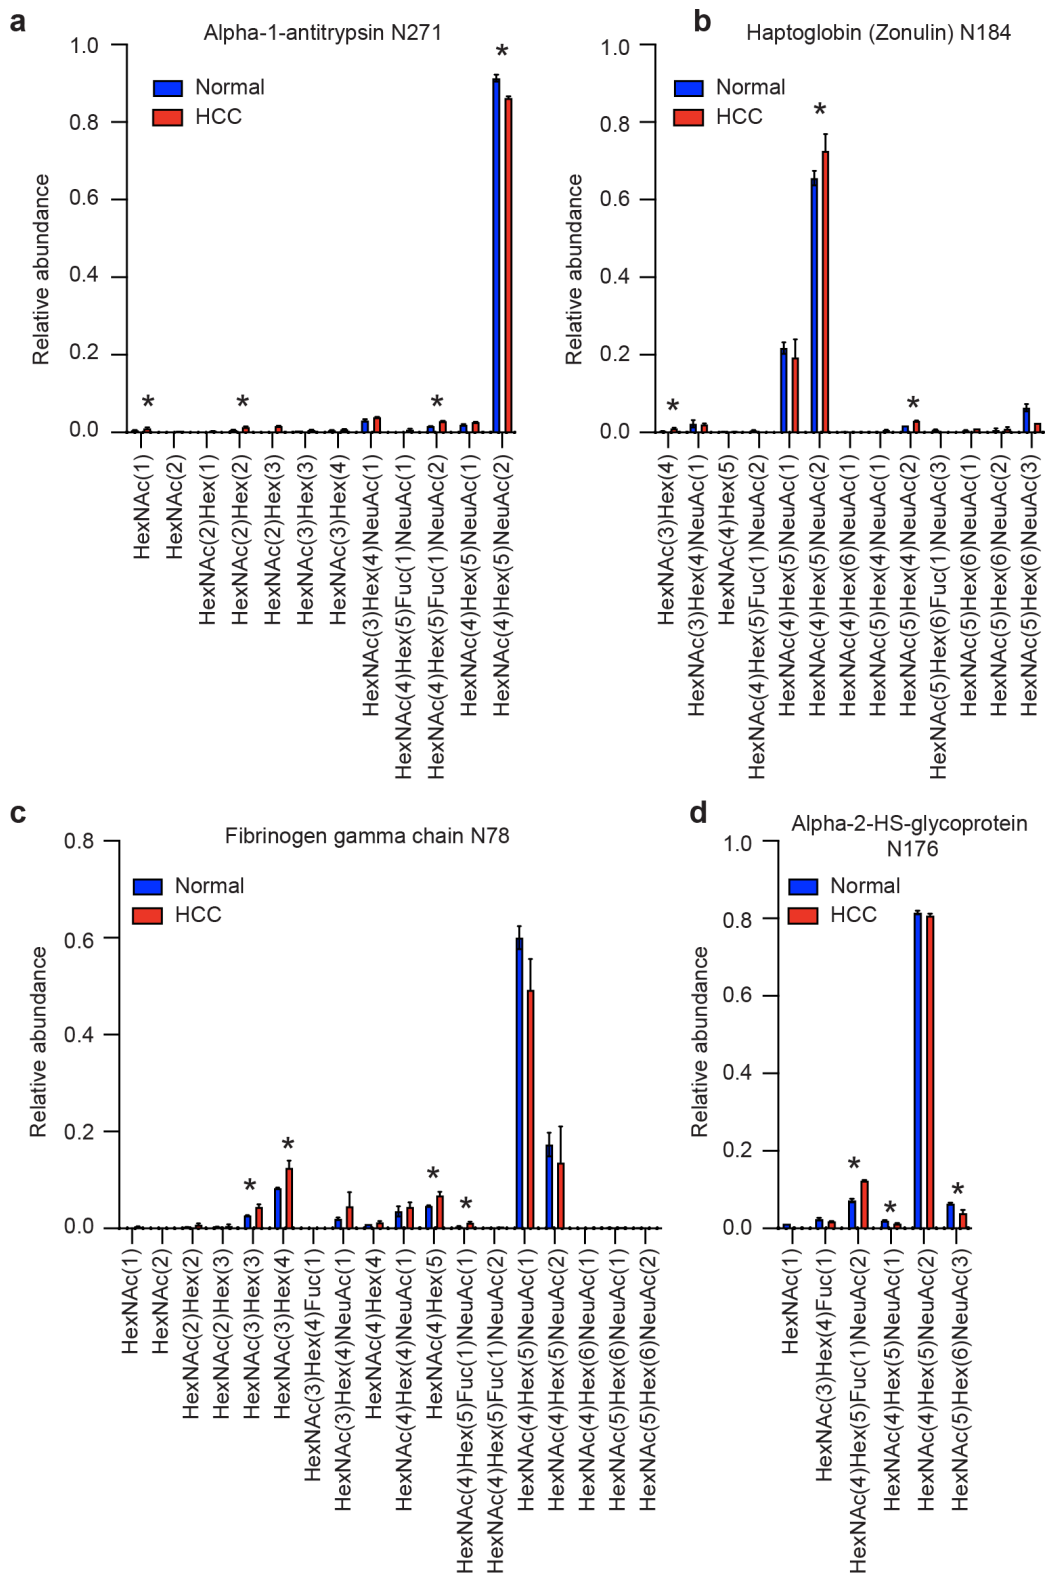 a
Alpha-1-antitrypsin N271
Normal
HCC
Relative abundance
1.0
0.8
0.6
0.4
0.2
0.0
*
*
*
*
HexNAc(1)
HexNAc(2)
HexNAc(2)Hex(1)
HexNAc(2)Hex(2)
HexNAc(2)Hex(3)
HexNAc(3)Hex(3)
HexNAc(3)Hex(4)
HexNAc(3)Hex(4)NeuAc(1)
HexNAc(4)Hex(5)Fuc(1)NeuAc(1)
HexNAc(4)Hex(5)Fuc(1)NeuAc(2)
HexNAc(4)Hex(5)NeuAc(1)
HexNAc(4)Hex(5)NeuAc(2)
b
Haptoglobin (Zonulin) N184
Normal
HCC
Relative abundance
1.0
0.8
0.6
0.4
0.2
0.0
*
*
*
HexNAc(3)Hex(4)
HexNAc(3)Hex(4)NeuAc(1)
HexNAc(4)Hex(5)
HexNAc(4)Hex(5)Fuc(1)NeuAc(2)
HexNAc(4)Hex(5)NeuAc(1)
HexNAc(4)Hex(5)NeuAc(2)
HexNAc(4)Hex(6)NeuAc(1)
HexNAc(5)Hex(4)NeuAc(1)
HexNAc(5)Hex(4)NeuAc(2)
HexNAc(5)Hex(6)Fuc(1)NeuAc(3)
HexNAc(5)Hex(6)NeuAc(1)
HexNAc(5)Hex(6)NeuAc(2)
HexNAc(5)Hex(6)NeuAc(3)
c
Fibrinogen gamma chain N78
Normal
HCC
Relative abundance
0.8
0.6
0.4
0.2
0.0
*
*
*
*
HexNAc(1)
HexNAc(2)
HexNAc(2)Hex(2)
HexNAc(2)Hex(3)
HexNAc(3)Hex(3)
HexNAc(3)Hex(4)
HexNAc(3)Hex(4)Fuc(1)
HexNAc(3)Hex(4)NeuAc(1)
HexNAc(4)Hex(4)
HexNAc(4)Hex(4)NeuAc(1)
HexNAc(4)Hex(5)
HexNAc(4)Hex(5)Fuc(1)NeuAc(1)
HexNAc(4)Hex(5)Fuc(1)NeuAc(2)
HexNAc(4)Hex(5)NeuAc(1)
HexNAc(4)Hex(5)NeuAc(2)
HexNAc(4)Hex(6)NeuAc(1)
HexNAc(5)Hex(6)NeuAc(1)
HexNAc(5)Hex(6)NeuAc(2)
d
Alpha-2-HS-glycoprotein
N176
Normal
HCC
Relative abundance
1.0
0.8
0.6
0.4
0.2
0.0
*
*
*
HexNAc(1)
HexNAc(3)Hex(4)Fuc(1)
HexNAc(4)Hex(5)Fuc(1)NeuAc(2)
HexNAc(4)Hex(5)NeuAc(1)
HexNAc(4)Hex(5)NeuAc(2)
HexNAc(5)Hex(6)NeuAc(3)